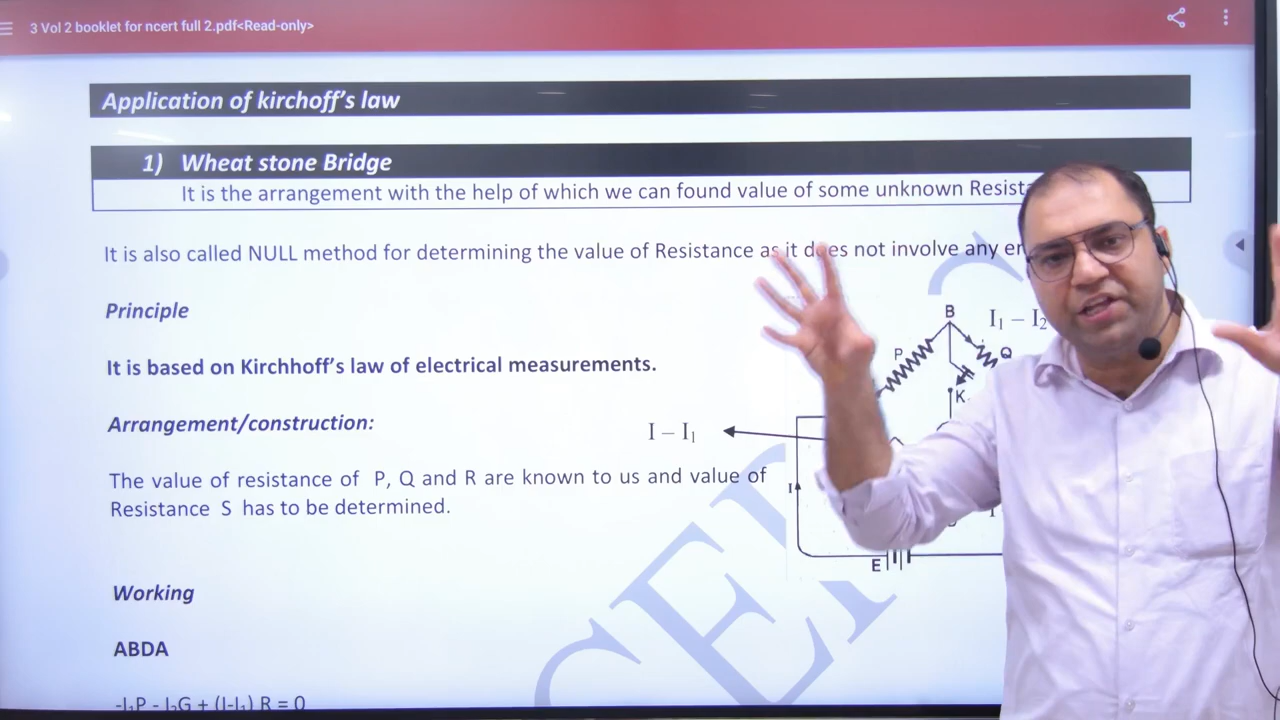 3 Vol 2 booklet for ncert full 2.pdf<Read-only>
Application of kirchoff's law
1) Wheat stone Bridge
It is the arrangement with the help of which we can found value of some unknown
It is also called NULL method for determining the value of Resistance as it does not involve any
Principle
It is based on Kirchhoff's law of electrical measurements.
Arrangement/construction:
The value of resistance of P, Q and R are known to us and value of
Resistance S has to be determined.
Working
ABDA
-I₁P - I₂G + (I-I₁) R = 0
B
I₁ – I₂
P
Q
K
I – I₁
I
E